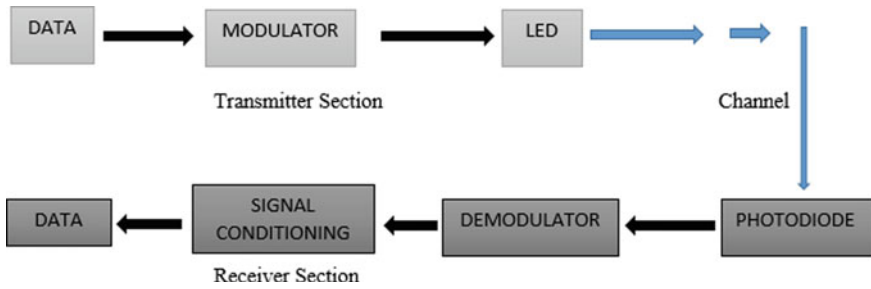 DATA
MODULATOR
LED
Transmitter Section
Channel
DATA
SIGNAL
CONDITIONING
DEMODULATOR
PHOTODIODE
Receiver Section